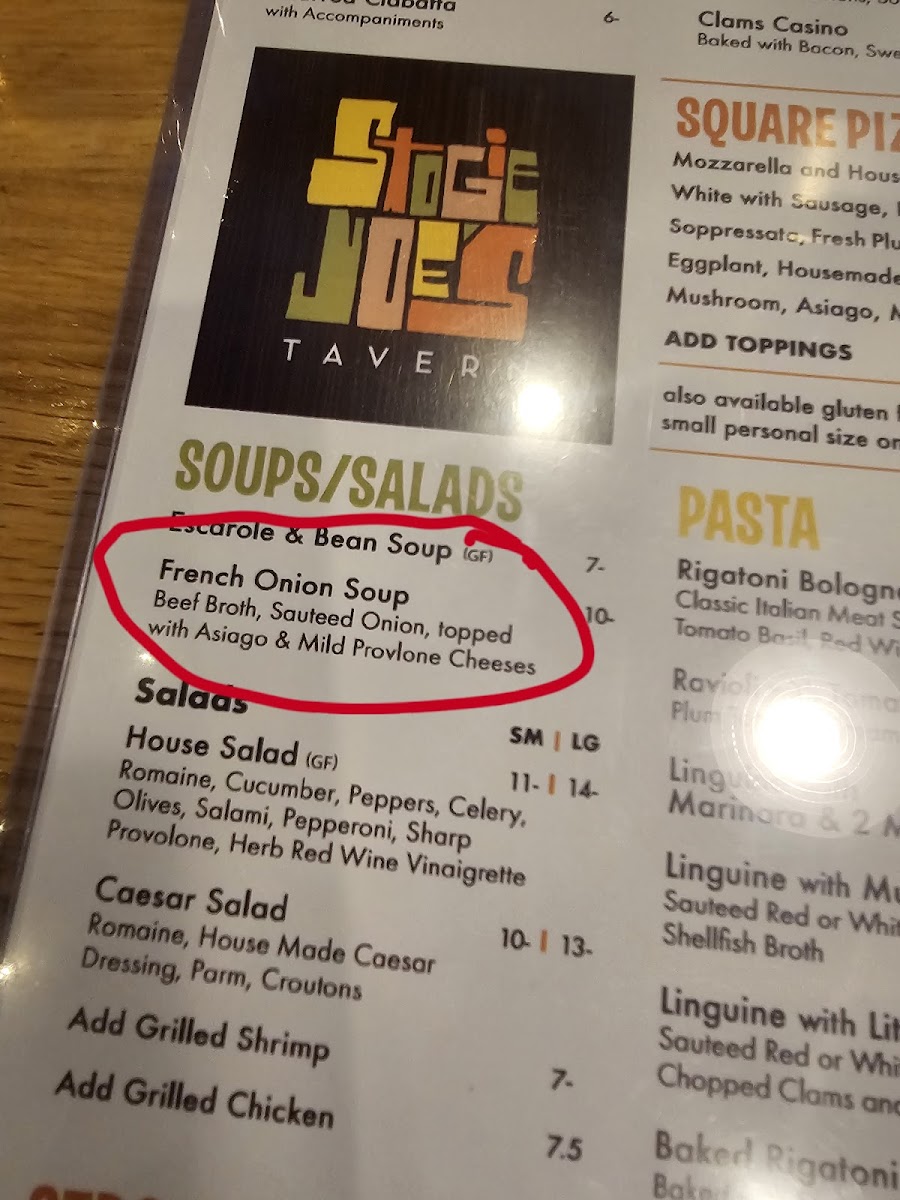 with Accompaniments 6-
STOGIE
JOE'S
TAVER
SOUPS/SALADS
Escarole & Bean Soup (GF) 7-
French Onion Soup 10-
Beef Broth, Sauteed Onion, topped
with Asiago & Mild Provlone Cheeses
Salads SM | LG
House Salad (GF) 11- | 14-
Romaine, Cucumber, Peppers, Celery,
Olives, Salami, Pepperoni, Sharp
Provolone, Herb Red Wine Vinaigrette
Caesar Salad 10- | 13-
Romaine, House Made Caesar
Dressing, Parm, Croutons
Add Grilled Shrimp 7-
Add Grilled Chicken 7.5
Clams Casino
Baked with Bacon,
SQUARE
Mozzarella and
White with Sausage,
Soppressata, Fresh
Eggplant, Housemade
Mushroom, Asiago,
ADD TOPPINGS
also available gluten
small personal size
PASTA
Rigatoni
Classic Italian Meat
Tomato Basil, Red
Plum
Marinara & 2
Linguine with
Sauteed Red or
Shellfish Broth
Linguine with
Sauteed Red or
Chopped Clams
Baked Rigatoni